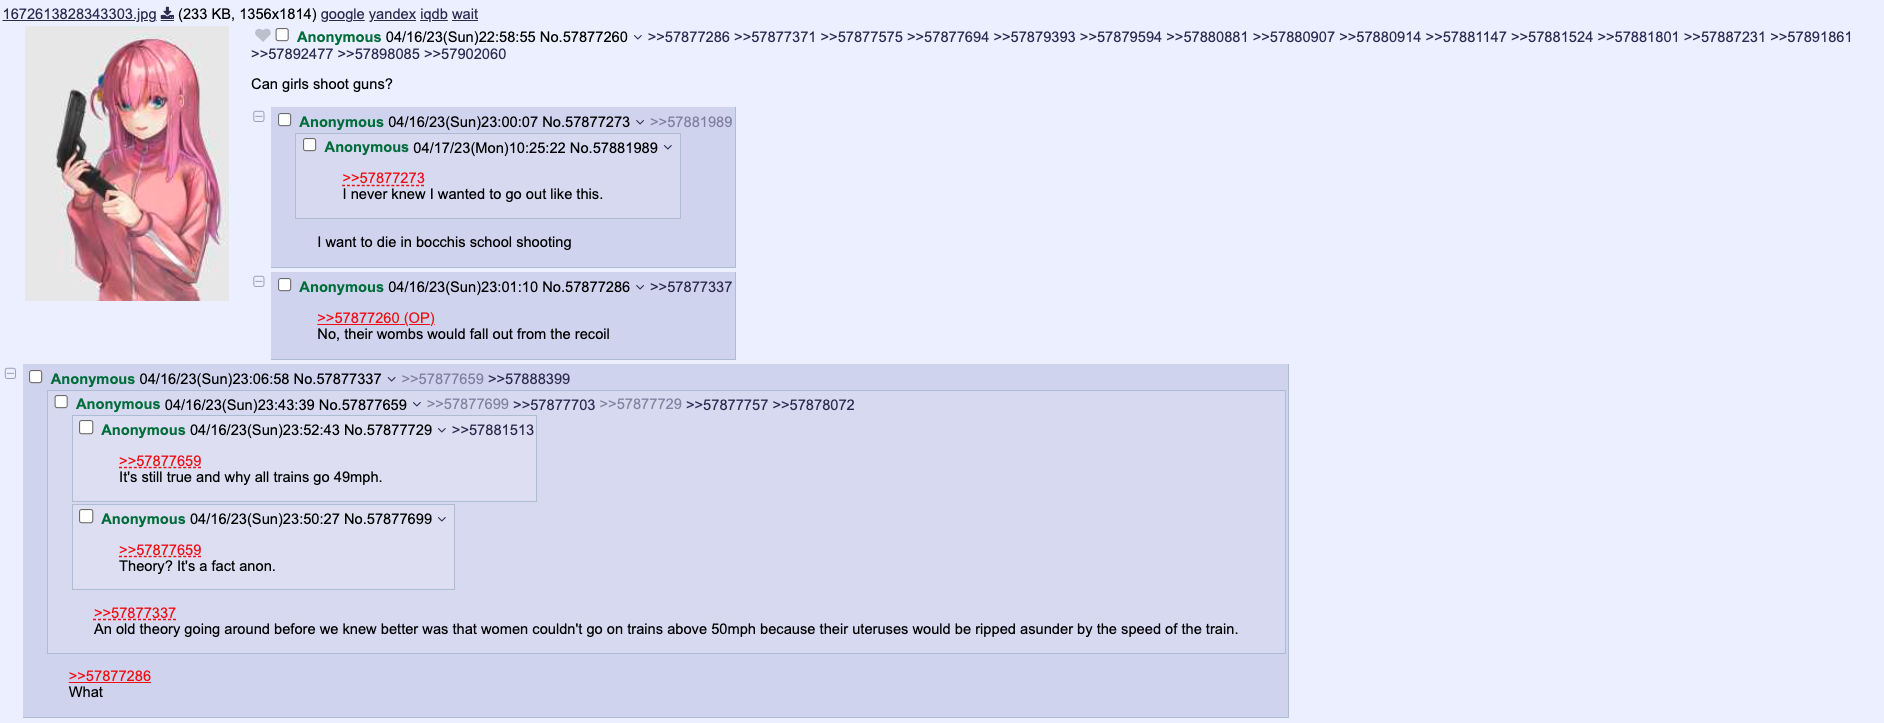 1672613828343303.jpg (233 KB, 1356x1814) google yandex iqdb wait
Anonymous 04/16/23(Sun)22:58:55 No.57877260 >>57877286 >>57877371 >>57877575 >>57877694 >>57879393 >>57879594 >>57880881 >>57880907 >>57880914 >>57881147 >>57881524 >>57881801 >>57887231 >>57891861
>>57892477 >>57898085 >>57902060
Can girls shoot guns?
Anonymous 04/16/23(Sun)23:00:07 No.57877273 >>57881989
Anonymous 04/17/23(Mon)10:25:22 No.57881989
>>57877273
I never knew I wanted to go out like this.
I want to die in bocchis school shooting
Anonymous 04/16/23(Sun)23:01:10 No.57877286 >>57877337
>>57877260 (OP)
No, their wombs would fall out from the recoil
Anonymous 04/16/23(Sun)23:06:58 No.57877337 >>57877659 >>57888399
Anonymous 04/16/23(Sun)23:43:39 No.57877659 >>57877699 >>57877703 >>57877729 >>57877757 >>57878072
Anonymous 04/16/23(Sun)23:52:43 No.57877729 >>57881513
>>57877659
It's still true and why all trains go 49mph.
Anonymous 04/16/23(Sun)23:50:27 No.57877699
>>57877659
Theory? It's a fact anon.
>>57877337
An old theory going around before we knew better was that women couldn't go on trains above 50mph because their uteruses would be ripped asunder by the speed of the train.
>>57877286
What